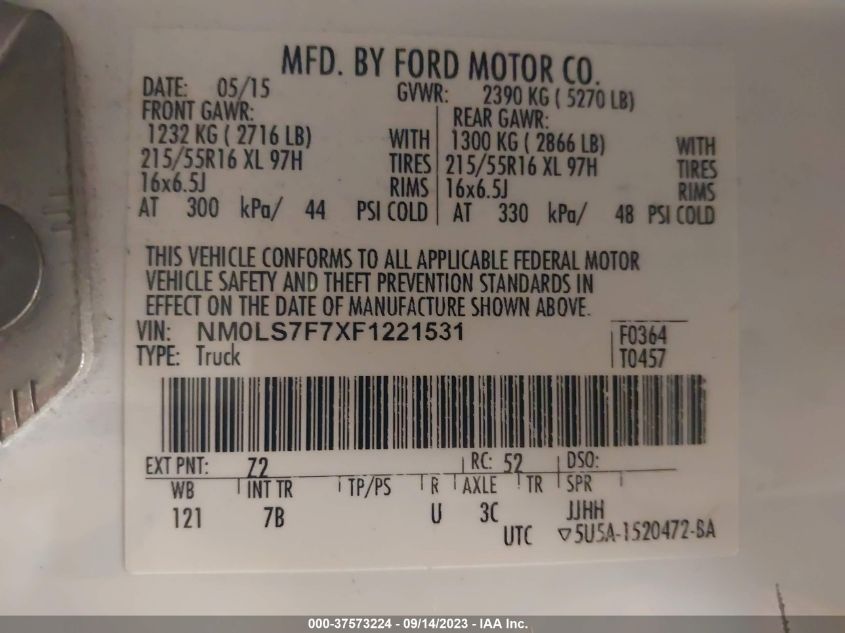 MFD. BY FORD MOTOR CO.
DATE: 05/15 GVWR: 2390 KG ( 5270 LB)
FRONT GAWR: REAR GAWR:
1232 KG ( 2716 LB) WITH 1300 KG ( 2866 LB) WITH
215/55R16 XL 97H TIRES 215/55R16 XL 97H TIRES
16x6.5J RIMS 16x6.5J RIMS
AT 300 kPa/ 44 PSI COLD AT 330 kPa/ 48 PSI COLD
THIS VEHICLE CONFORMS TO ALL APPLICABLE FEDERAL MOTOR
VEHICLE SAFETY AND THEFT PREVENTION STANDARDS IN
EFFECT ON THE DATE OF MANUFACTURE SHOWN ABOVE.
VIN: NM0LS7F7XF1221531 F0364
TYPE: Truck T0457
EXT PNT: Z2 RC: 52 DSO:
WB INT TR TP/PS R AXLE TR SPR
121 7B U 3C JJHH
UTC ▽5U5A-1520472-BA
000-37573224 - 09/14/2023 - IAA Inc.